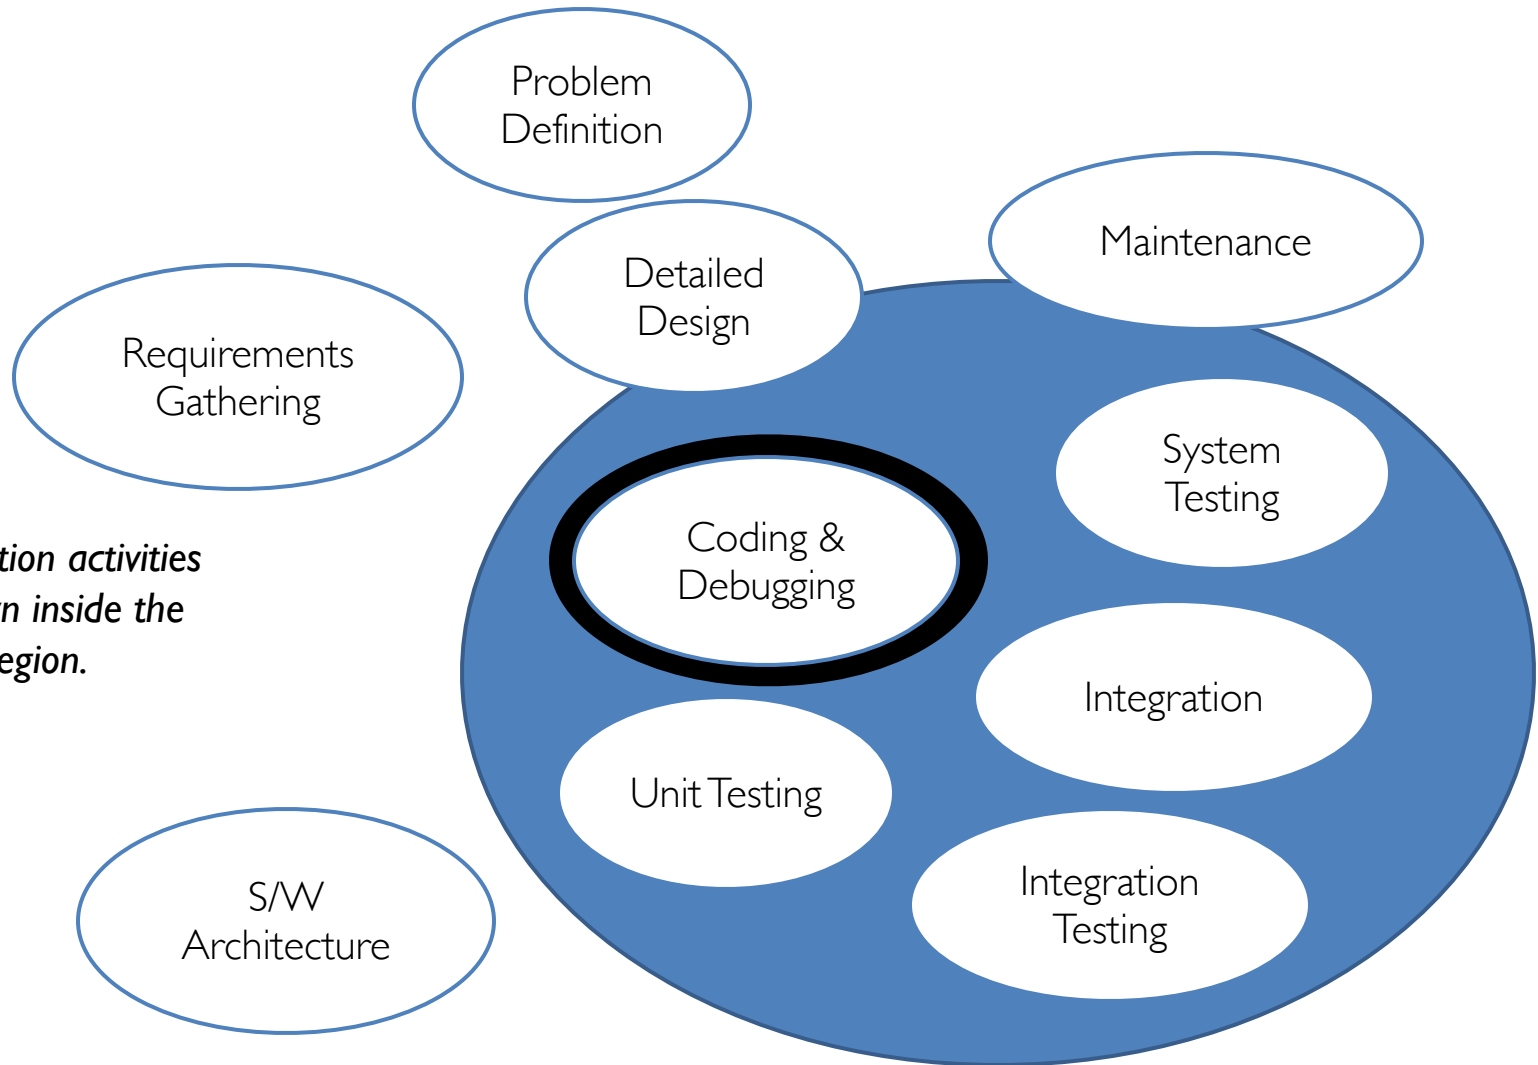 Problem
Definition
Maintenance
Detailed
Design
Requirements
Gathering
System
Testing
Coding &
Debugging
tion activities
n inside the
egion.
Integration
Unit Testing
Integration
Testing
S/W
Architecture